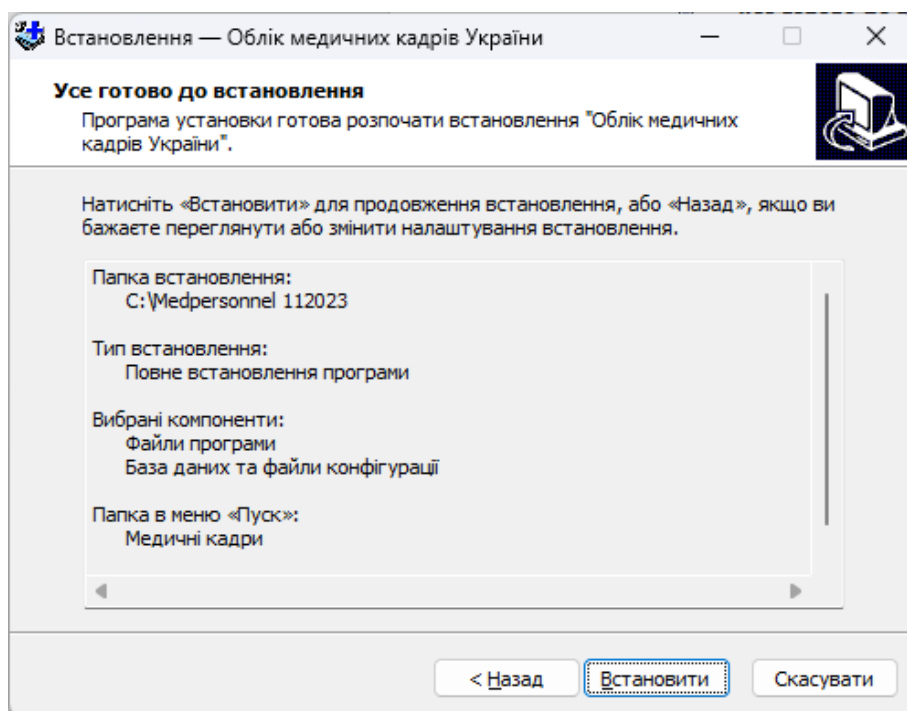 Встановлення — Облік медичних кадрів України
Усе готово до встановлення
Програма установки готова розпочати встановлення "Облік медичних
кадрів України".
Натисніть «Встановити» для продовження встановлення, або «Назад», якщо ви
бажаєте переглянути або змінити налаштування встановлення.
Папка встановлення:
C:\Medpersonnel 112023
Тип встановлення:
Повне встановлення програми
Вибрані компоненти:
Файли програми
База даних та файли конфігурації
Папка в меню «Пуск»:
Медичні кадри
< Назад
Встановити
Скасувати